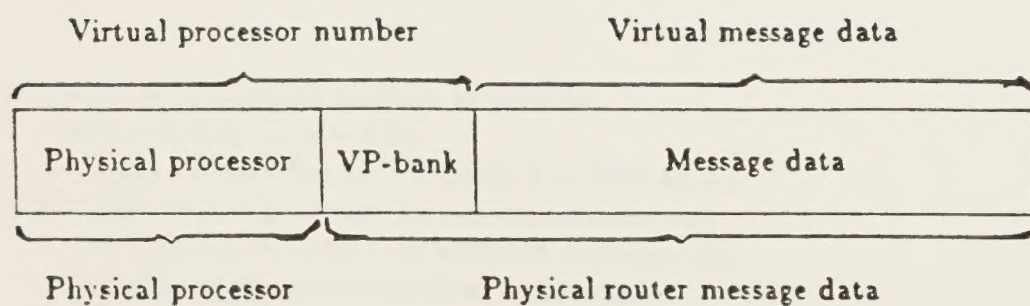 Virtual processor number Virtual message data
Physical processor VP-bank Message data
Physical processor Physical router message data